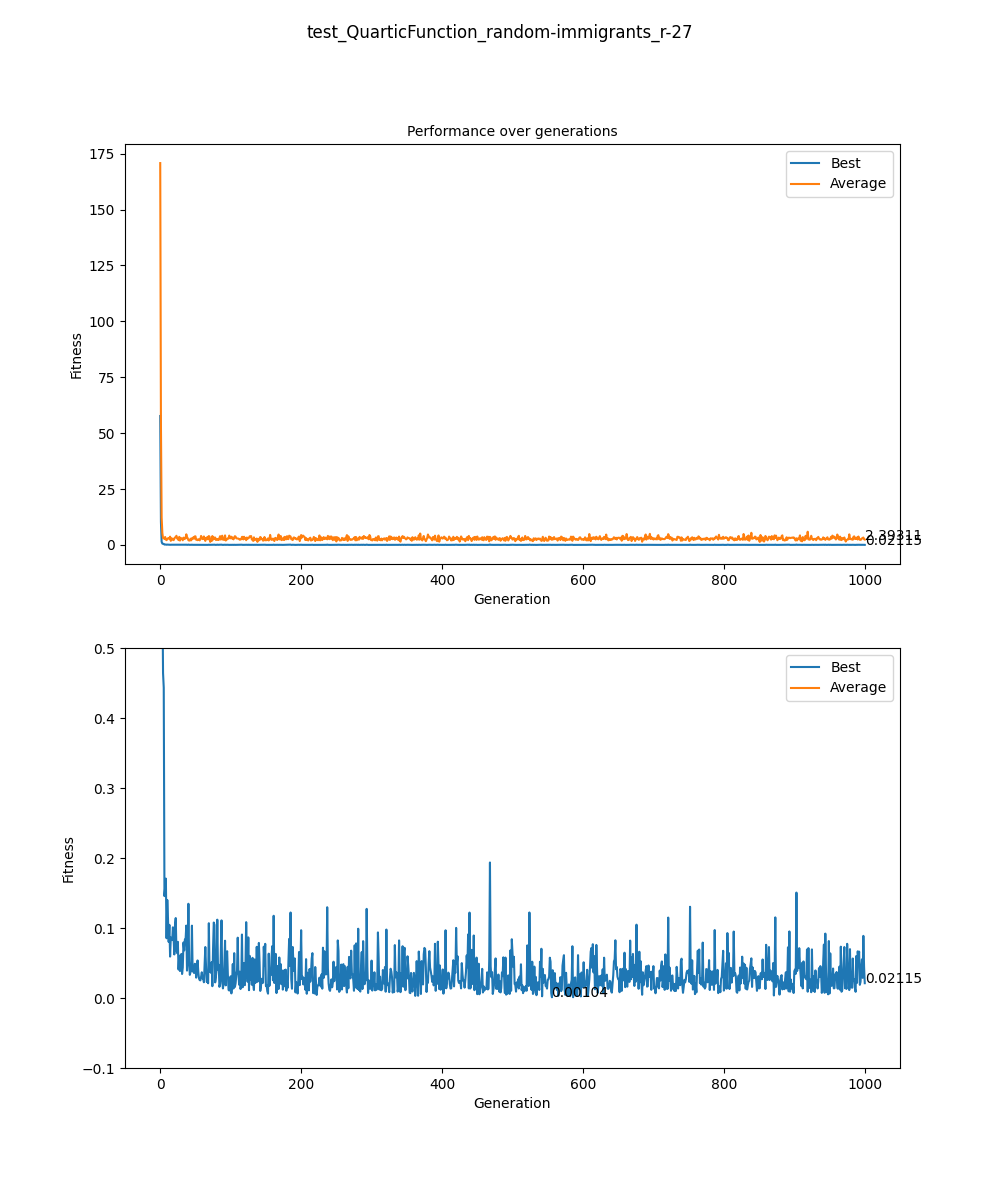 test_QuarticFunction_random-immigrants_r-27
Performance over generations
175
150
125
100
75
50
25
0
Fitness
Best
Average
2.39311
0.02115
0 200 400 600 800 1000
Generation
0.5
0.4
0.3
0.2
0.1
0.0
−0.1
Fitness
Best
Average
0.02115
0.00104
0 200 400 600 800 1000
Generation